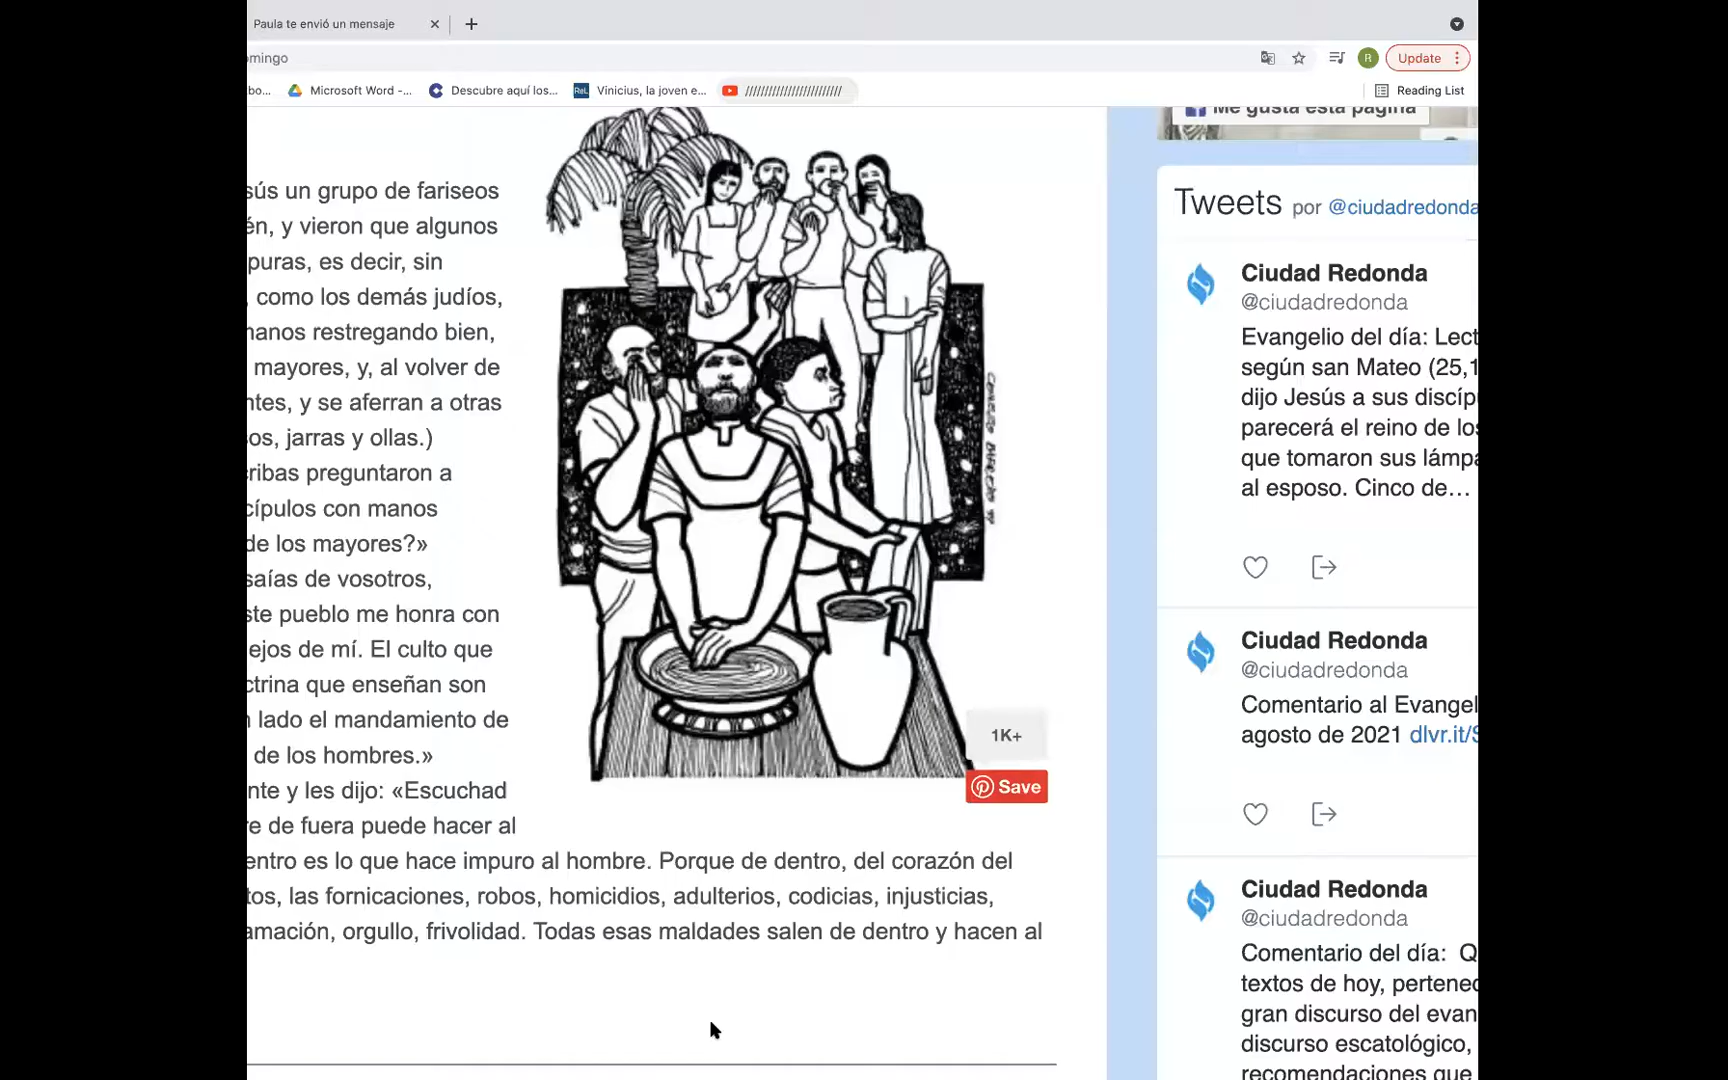 Paula te envió un mensaje
omingo
Update
bo...
Microsoft Word -...
Descubre aquí los...
ReL
Vinicius, la joven e...
////////////////////////
Reading List
Me gusta esta página
sús un grupo de fariseos
én, y vieron que algunos
puras, es decir, sin
, como los demás judíos,
manos restregando bien,
mayores, y, al volver de
ntes, y se aferran a otras
sos, jarras y ollas.)
cribas preguntaron a
cípulos con manos
de los mayores?»
saías de vosotros,
ste pueblo me honra con
ejos de mí. El culto que
ctrina que enseñan son
n lado el mandamiento de
de los hombres.»
nte y les dijo: «Escuchad
re de fuera puede hacer al
entro es lo que hace impuro al hombre. Porque de dentro, del corazón del
tos, las fornicaciones, robos, homicidios, adulterios, codicias, injusticias,
amación, orgullo, frivolidad. Todas esas maldades salen de dentro y hacen al
1K+
Save
Tweets por @ciudadredonda
Ciudad Redonda
@ciudadredonda
Evangelio del día: Lect
según san Mateo (25,1
dijo Jesús a sus discíp
parecerá el reino de los
que tomaron sus lámpa
al esposo. Cinco de...
Ciudad Redonda
@ciudadredonda
Comentario al Evangel
agosto de 2021 dlvr.it/S
Ciudad Redonda
@ciudadredonda
Comentario del día: Q
textos de hoy, pertenec
gran discurso del evan
discurso escatológico,
recomendaciones que